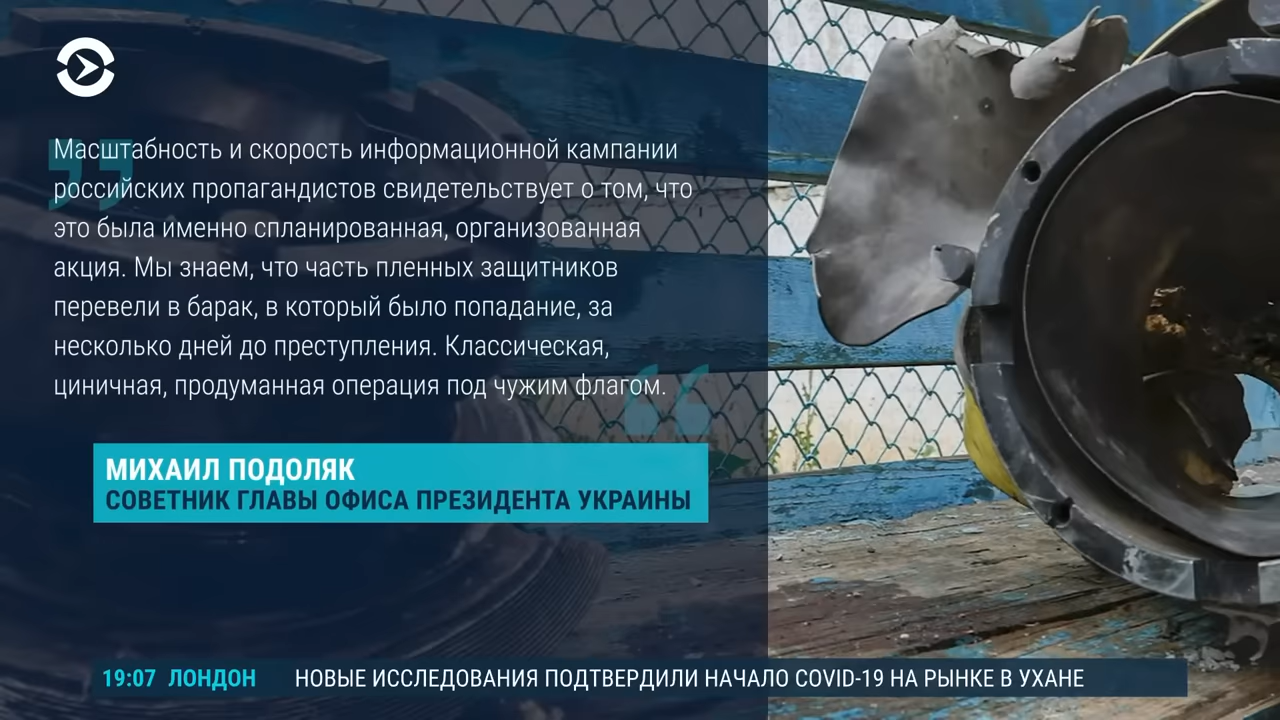 Масштабность и скорость информационной кампании
российских пропагандистов свидетельствует о том, что
это была именно спланированная, организованная
акция. Мы знаем, что часть пленных защитников
перевели в барак, в который было попадание, за
несколько дней до преступления. Классическая,
циничная, продуманная операция под чужим флагом.
МИХАИЛ ПОДОЛЯК
СОВЕТНИК ГЛАВЫ ОФИСА ПРЕЗИДЕНТА УКРАИНЫ
19:07 ЛОНДОН НОВЫЕ ИССЛЕДОВАНИЯ ПОДТВЕРДИЛИ НАЧАЛО COVID-19 НА РЫНКЕ В УХАНЕ